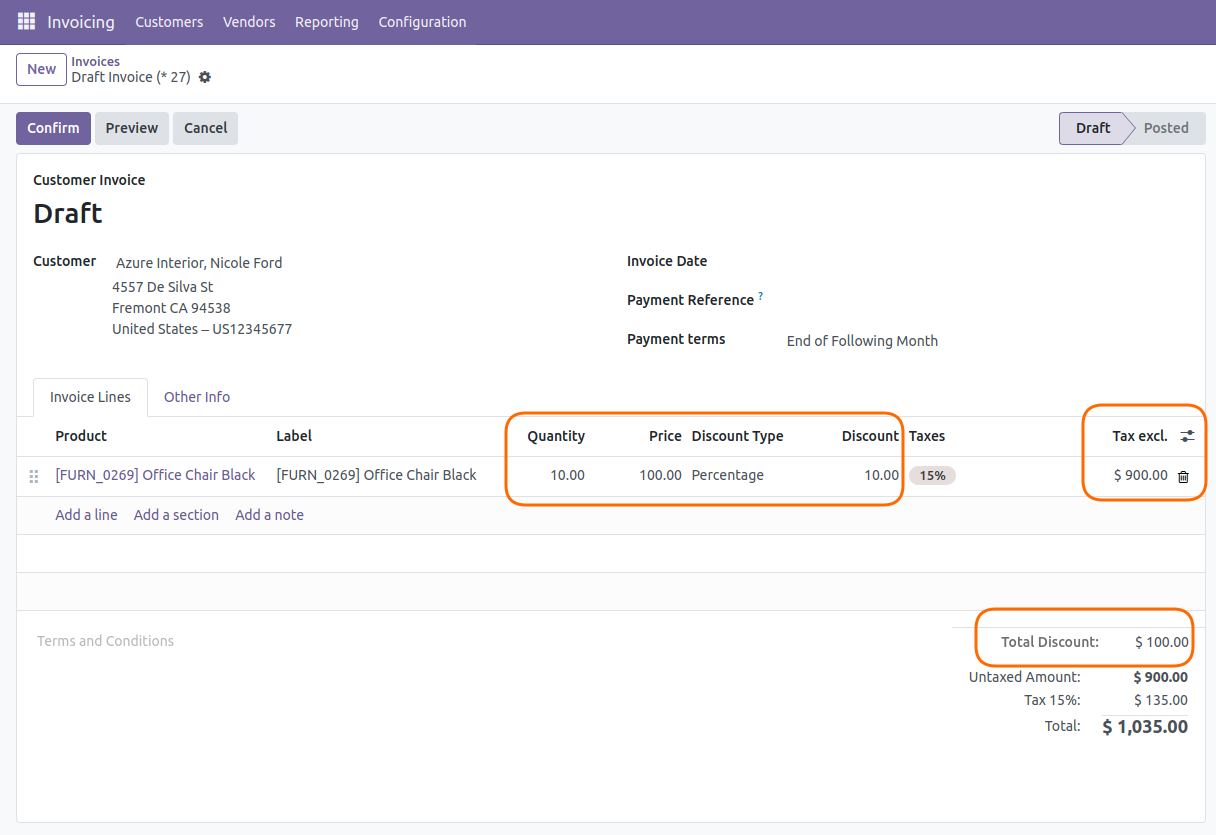 Invoicing Customers Vendors Reporting Configuration
New
Invoices
Draft Invoice (* 27)
Confirm Preview Cancel Draft Posted
Customer Invoice
Draft
Customer Azure Interior, Nicole Ford
4557 De Silva St
Fremont CA 94538
United States – US12345677
Invoice Date
Payment Reference ?
Payment terms End of Following Month
Invoice Lines Other Info
Product Label Quantity Price Discount Type Discount Taxes Tax excl.
[FURN_0269] Office Chair Black [FURN_0269] Office Chair Black 10.00 100.00 Percentage 10.00 15% $ 900.00
Add a line Add a section Add a note
Terms and Conditions
Total Discount: $ 100.00
Untaxed Amount: $ 900.00
Tax 15%: $ 135.00
Total: $ 1,035.00